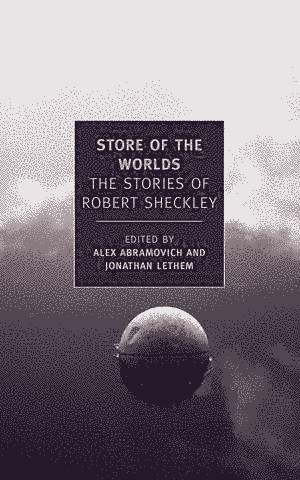 STORE OF THE
WORLDS
THE STORIES OF
ROBERT SHECKLEY
EDITED BY
ALEX ABRAMOVICH AND
JONATHAN LETHEM